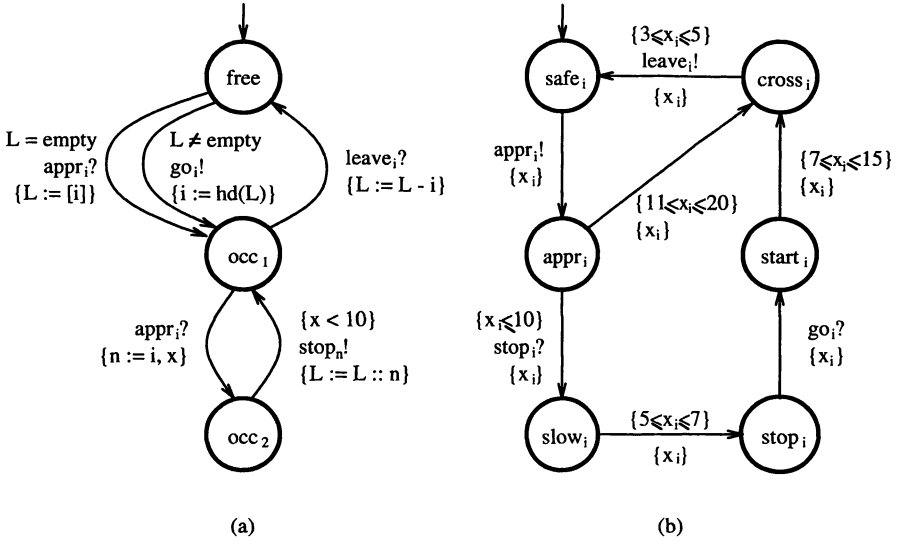 free
L = empty
appr_i?
{L := [i]}
L ≠ empty
go_i!
{i := hd(L)}
leave_i?
{L := L - i}
occ_1
appr_i?
{n := i, x}
{x < 10}
stop_n!
{L := L :: n}
occ_2
(a)
safe_i
{3⩽x_i⩽5}
leave_i!
{x_i}
cross_i
appr_i!
{x_i}
{11⩽x_i⩽20}
{x_i}
{7⩽x_i⩽15}
{x_i}
appr_i
start_i
{x_i⩽10}
stop_i?
{x_i}
go_i?
{x_i}
slow_i
{5⩽x_i⩽7}
{x_i}
stop_i
(b)